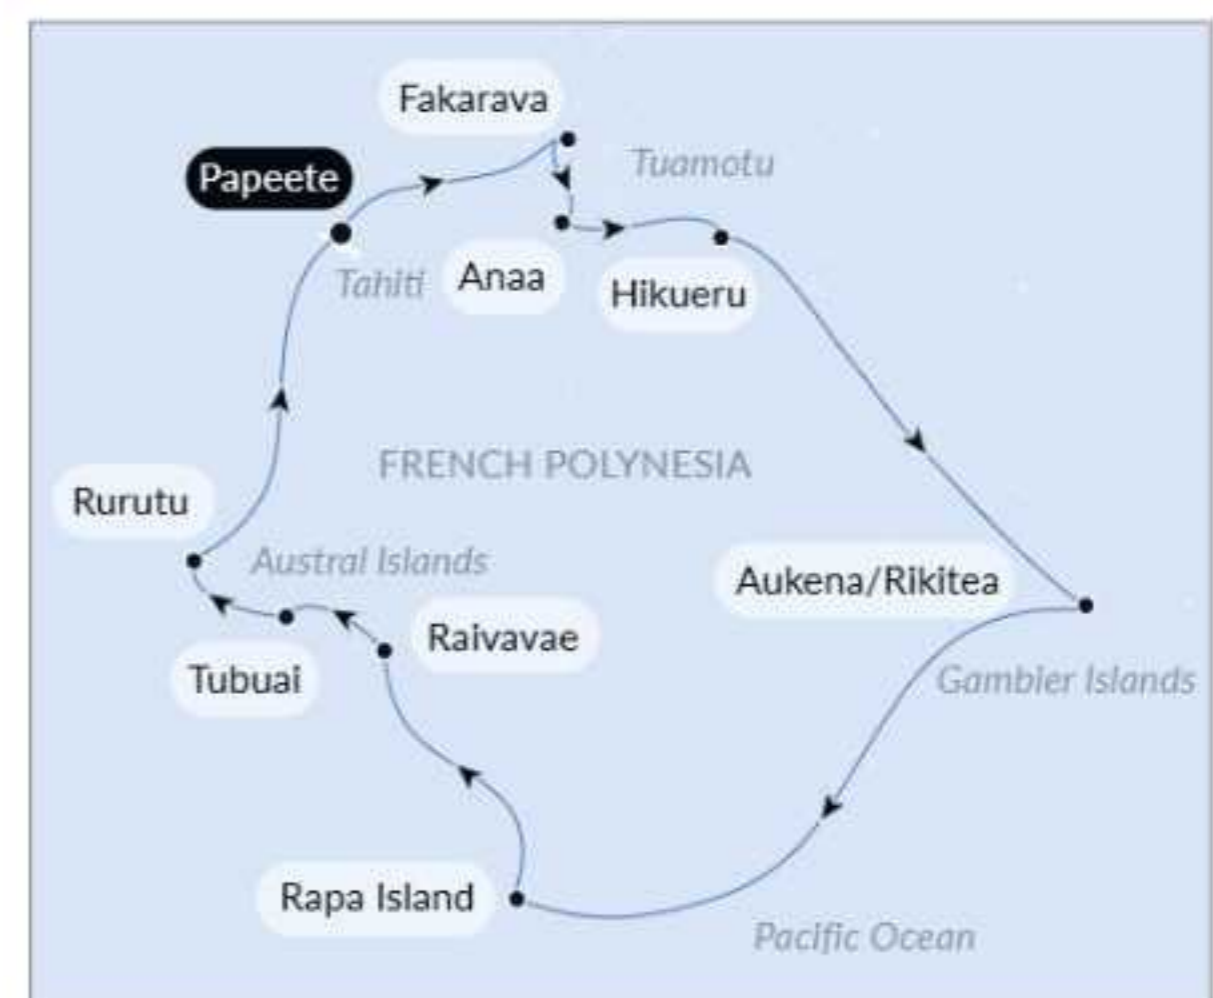 Fakarava
Tuamotu
Papeete
Tahiti
Anaa
Hikueru
FRENCH POLYNESIA
Rurutu
Austral Islands
Aukena/Rikitea
Raivavae
Tubuai
Gambier Islands
Rapa Island
Pacific Ocean